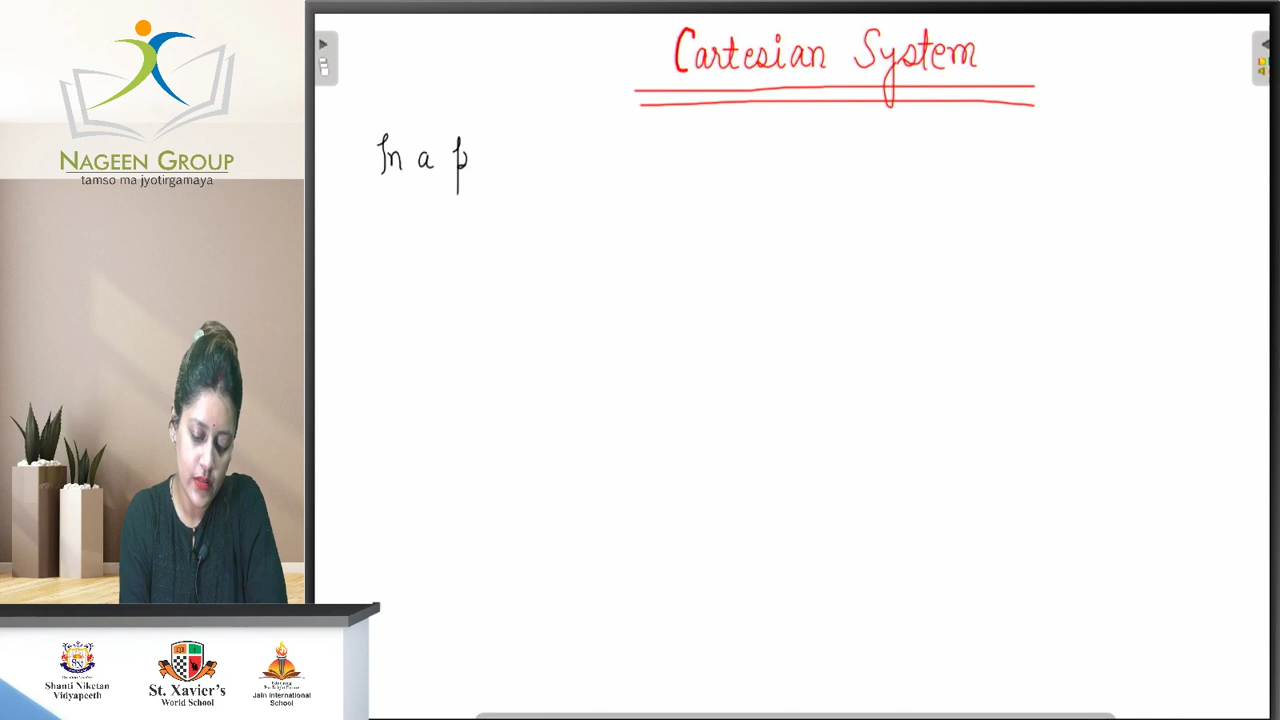 Cartesian System
In a p
NAGEEN GROUP
tamso ma jyotirgamaya
Shanti Niketan
Vidyapeeth
St. Xavier's
World School
Jain International
School